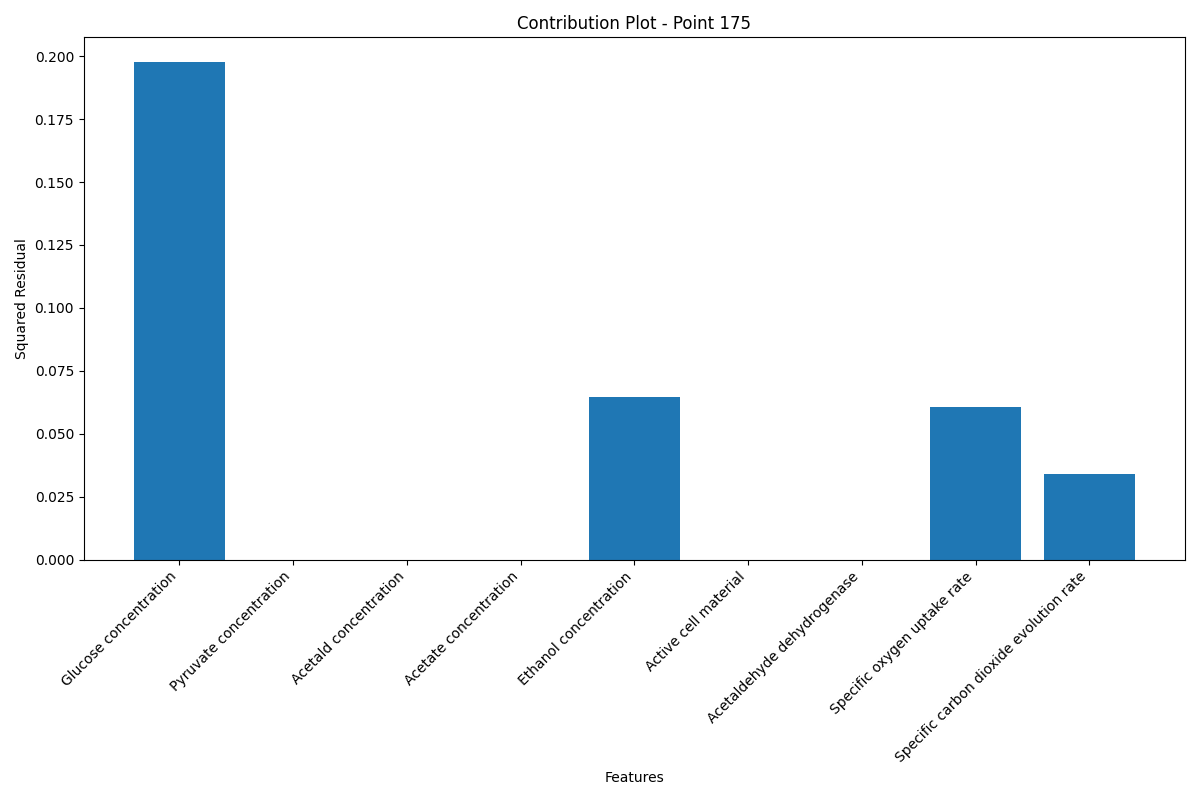 Contribution Plot - Point 175
0.200
0.175
0.150
0.125
0.100
0.075
0.050
0.025
0.000
Squared Residual
Glucose concentration
Pyruvate concentration
Acetald concentration
Acetate concentration
Ethanol concentration
Active cell material
Acetaldehyde dehydrogenase
Specific oxygen uptake rate
Specific carbon dioxide evolution rate
Features